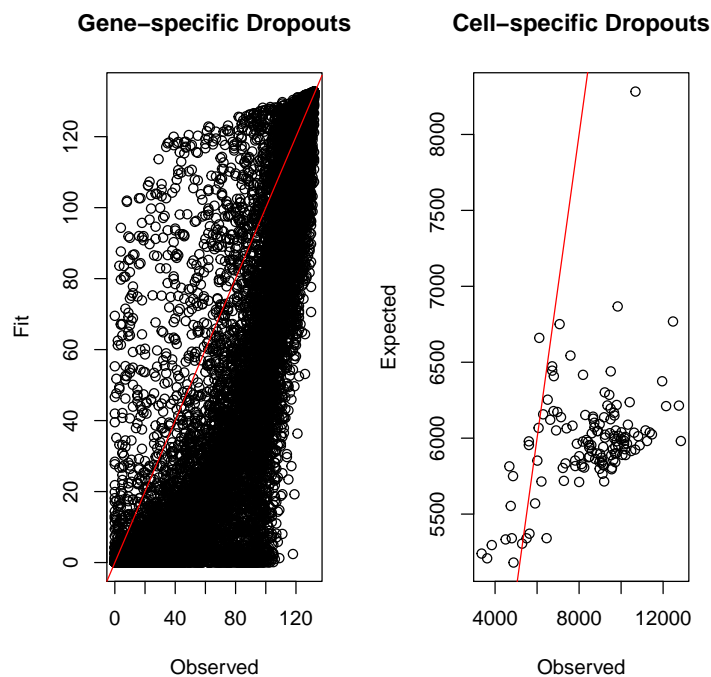 Gene−specific Dropouts
Fit
0
20
40
60
80
100
120
0 40 80 120
Observed
Cell−specific Dropouts
Expected
5500
6000
6500
7000
7500
8000
4000 8000 12000
Observed